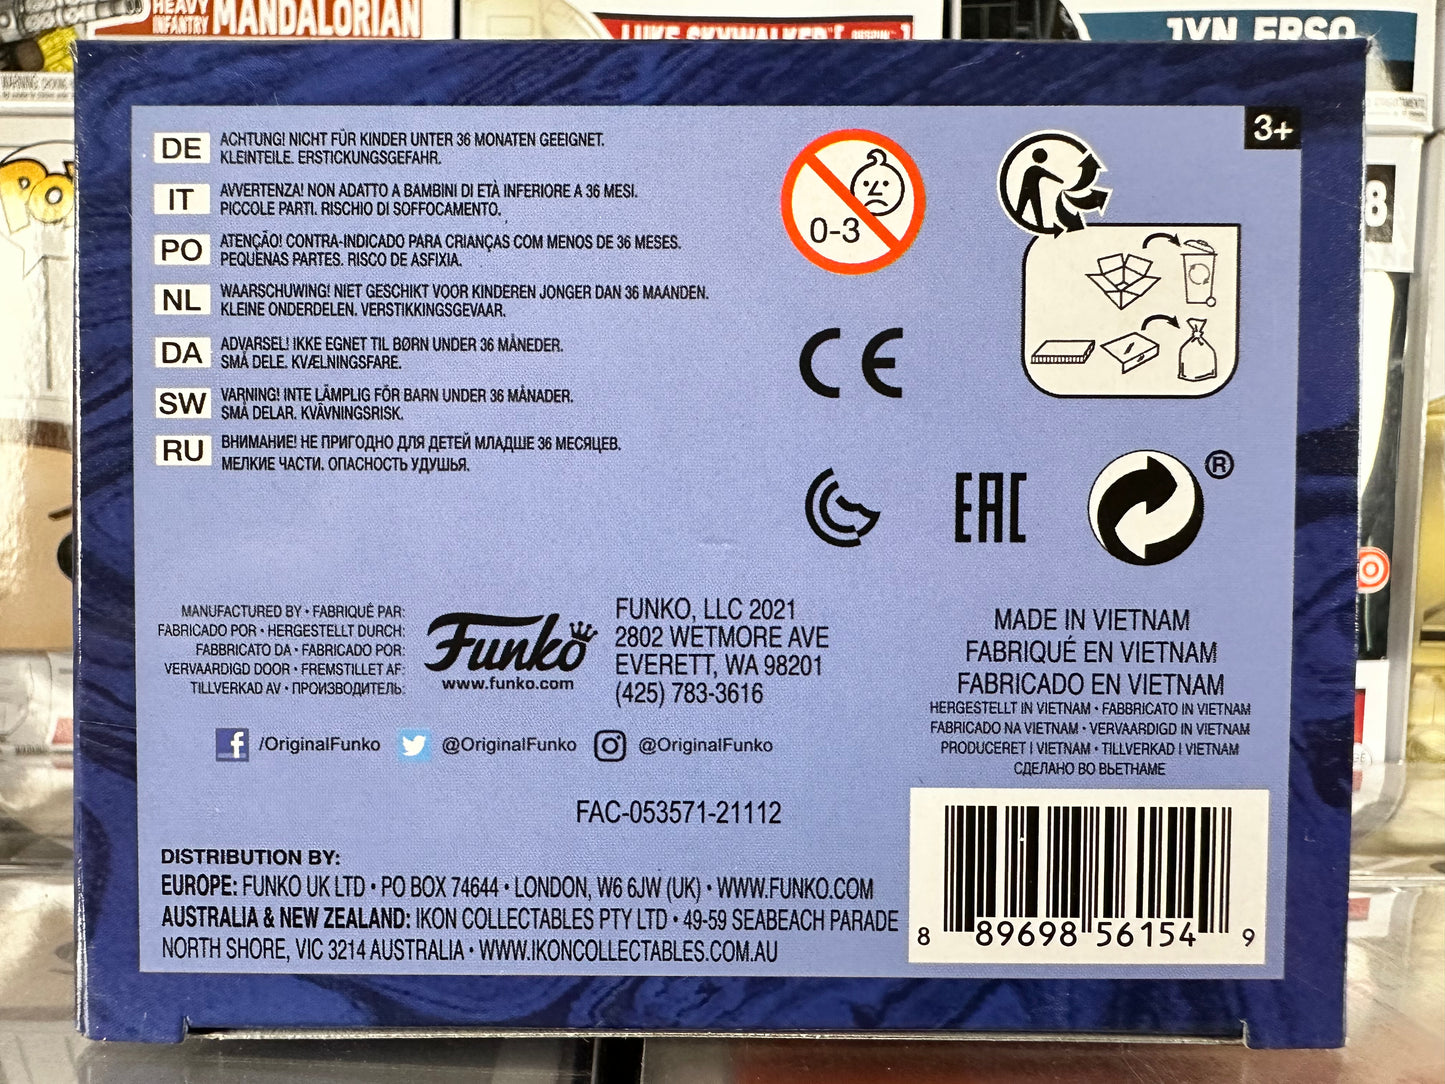 HEAVY
INFANTRY MANDALORIAN
LUKE SKYWALKER
JYN ERSO
3+
DE ACHTUNG! NICHT FÜR KINDER UNTER 36 MONATEN GEEIGNET.
KLEINTEILE. ERSTICKUNGSGEFAHR.
IT AVVERTENZA! NON ADATTO A BAMBINI DI ETÀ INFERIORE A 36 MESI.
PICCOLE PARTI. RISCHIO DI SOFFOCAMENTO.
PO ATENÇÃO! CONTRA-INDICADO PARA CRIANÇAS COM MENOS DE 36 MESES.
PEQUENAS PARTES. RISCO DE ASFIXIA.
NL WAARSCHUWING! NIET GESCHIKT VOOR KINDEREN JONGER DAN 36 MAANDEN.
KLEINE ONDERDELEN. VERSTIKKINGSGEVAAR.
DA ADVARSEL! IKKE EGNET TIL BØRN UNDER 36 MÅNEDER.
SMÅ DELE. KVÆLNINGSFARE.
SW VARNING! INTE LÄMPLIG FÖR BARN UNDER 36 MÅNADER.
SMÅ DELAR. KVÄVNINGSRISK.
RU ВНИМАНИЕ! НЕ ПРИГОДНО ДЛЯ ДЕТЕЙ МЛАДШЕ 36 МЕСЯЦЕВ.
МЕЛКИЕ ЧАСТИ. ОПАСНОСТЬ УДУШЬЯ.
0-3
CE
EAC
®
8
MANUFACTURED BY • FABRIQUÉ PAR:
FABRICADO POR • HERGESTELLT DURCH:
FABBRICATO DA • FABRICADO POR:
VERVAARDIGD DOOR • FREMSTILLET AF:
TILLVERKAD AV • ПРОИЗВОДИТЕЛЬ:
Funko
www.funko.com
FUNKO, LLC 2021
2802 WETMORE AVE
EVERETT, WA 98201
(425) 783-3616
/OriginalFunko @OriginalFunko @OriginalFunko
MADE IN VIETNAM
FABRIQUÉ EN VIETNAM
FABRICADO EN VIETNAM
HERGESTELLT IN VIETNAM • FABBRICATO IN VIETNAM
FABRICADO NA VIETNAM • VERVAARDIGD IN VIETNAM
PRODUCERET I VIETNAM • TILLVERKAD I VIETNAM
СДЕЛАНО ВО ВЬЕТНАМЕ
FAC-053571-21112
DISTRIBUTION BY:
EUROPE: FUNKO UK LTD • PO BOX 74644 • LONDON, W6 6JW (UK) • WWW.FUNKO.COM
AUSTRALIA & NEW ZEALAND: IKON COLLECTABLES PTY LTD • 49-59 SEABEACH PARADE
NORTH SHORE, VIC 3214 AUSTRALIA • WWW.IKONCOLLECTABLES.COM.AU
8 89698 56154 9